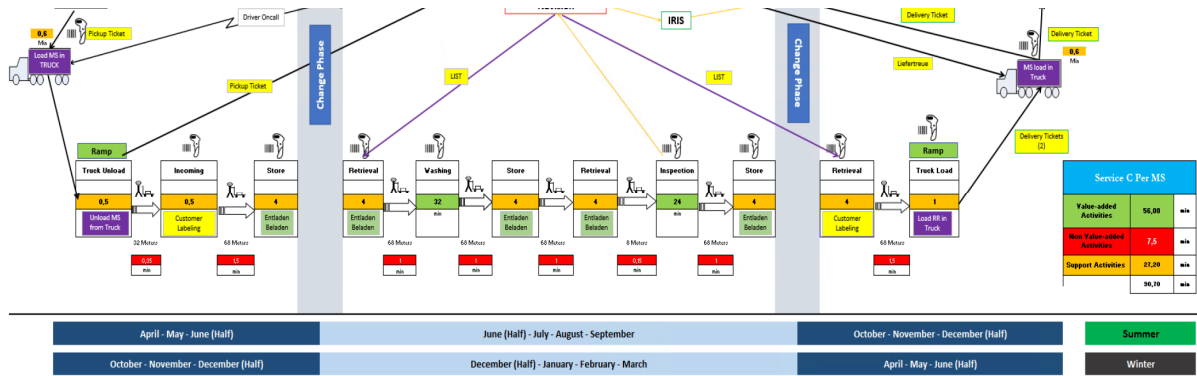 REVISION
IRIS
Driver Oncall
Delivery Ticket
0,6
Min
Pickup Ticket
Load MS in
TRUCK
Delivery Ticket
0,6
Min
MS load in
Truck
Liefertreue
Change Phase
Change Phase
Pickup Ticket
LIST
LIST
Delivery Tickets
(2)
Ramp
Truck Unload
0,5
Unload MS
from Truck
Incoming
0,5
Customer
Labeling
Store
4
Entladen
Beladen
Retrieval
4
Entladen
Beladen
Washing
32
min
Store
4
Entladen
Beladen
Retrieval
4
Entladen
Beladen
Inspection
24
min
Store
4
Entladen
Beladen
Retrieval
4
Customer
Labeling
Ramp
Truck Load
1
Load RR in
Truck
32 Meters
68 Meters
68 Meters
68 Meters
68 Meters
8 Meters
68 Meters
68 Meters
min
1,5
min
1
min
1
min
1
min
0,15
min
1
min
1,5
min
Service C Per MS
Value-added
Activities
56,00
min
Non Value-added
Activities
7,5
min
Support Activities
27,20
min
90,70
min
April - May - June (Half)
June (Half) - July - August - September
October - November - December (Half)
Summer
October - November - December (Half)
December (Half) - January - February - March
April - May - June (Half)
Winter